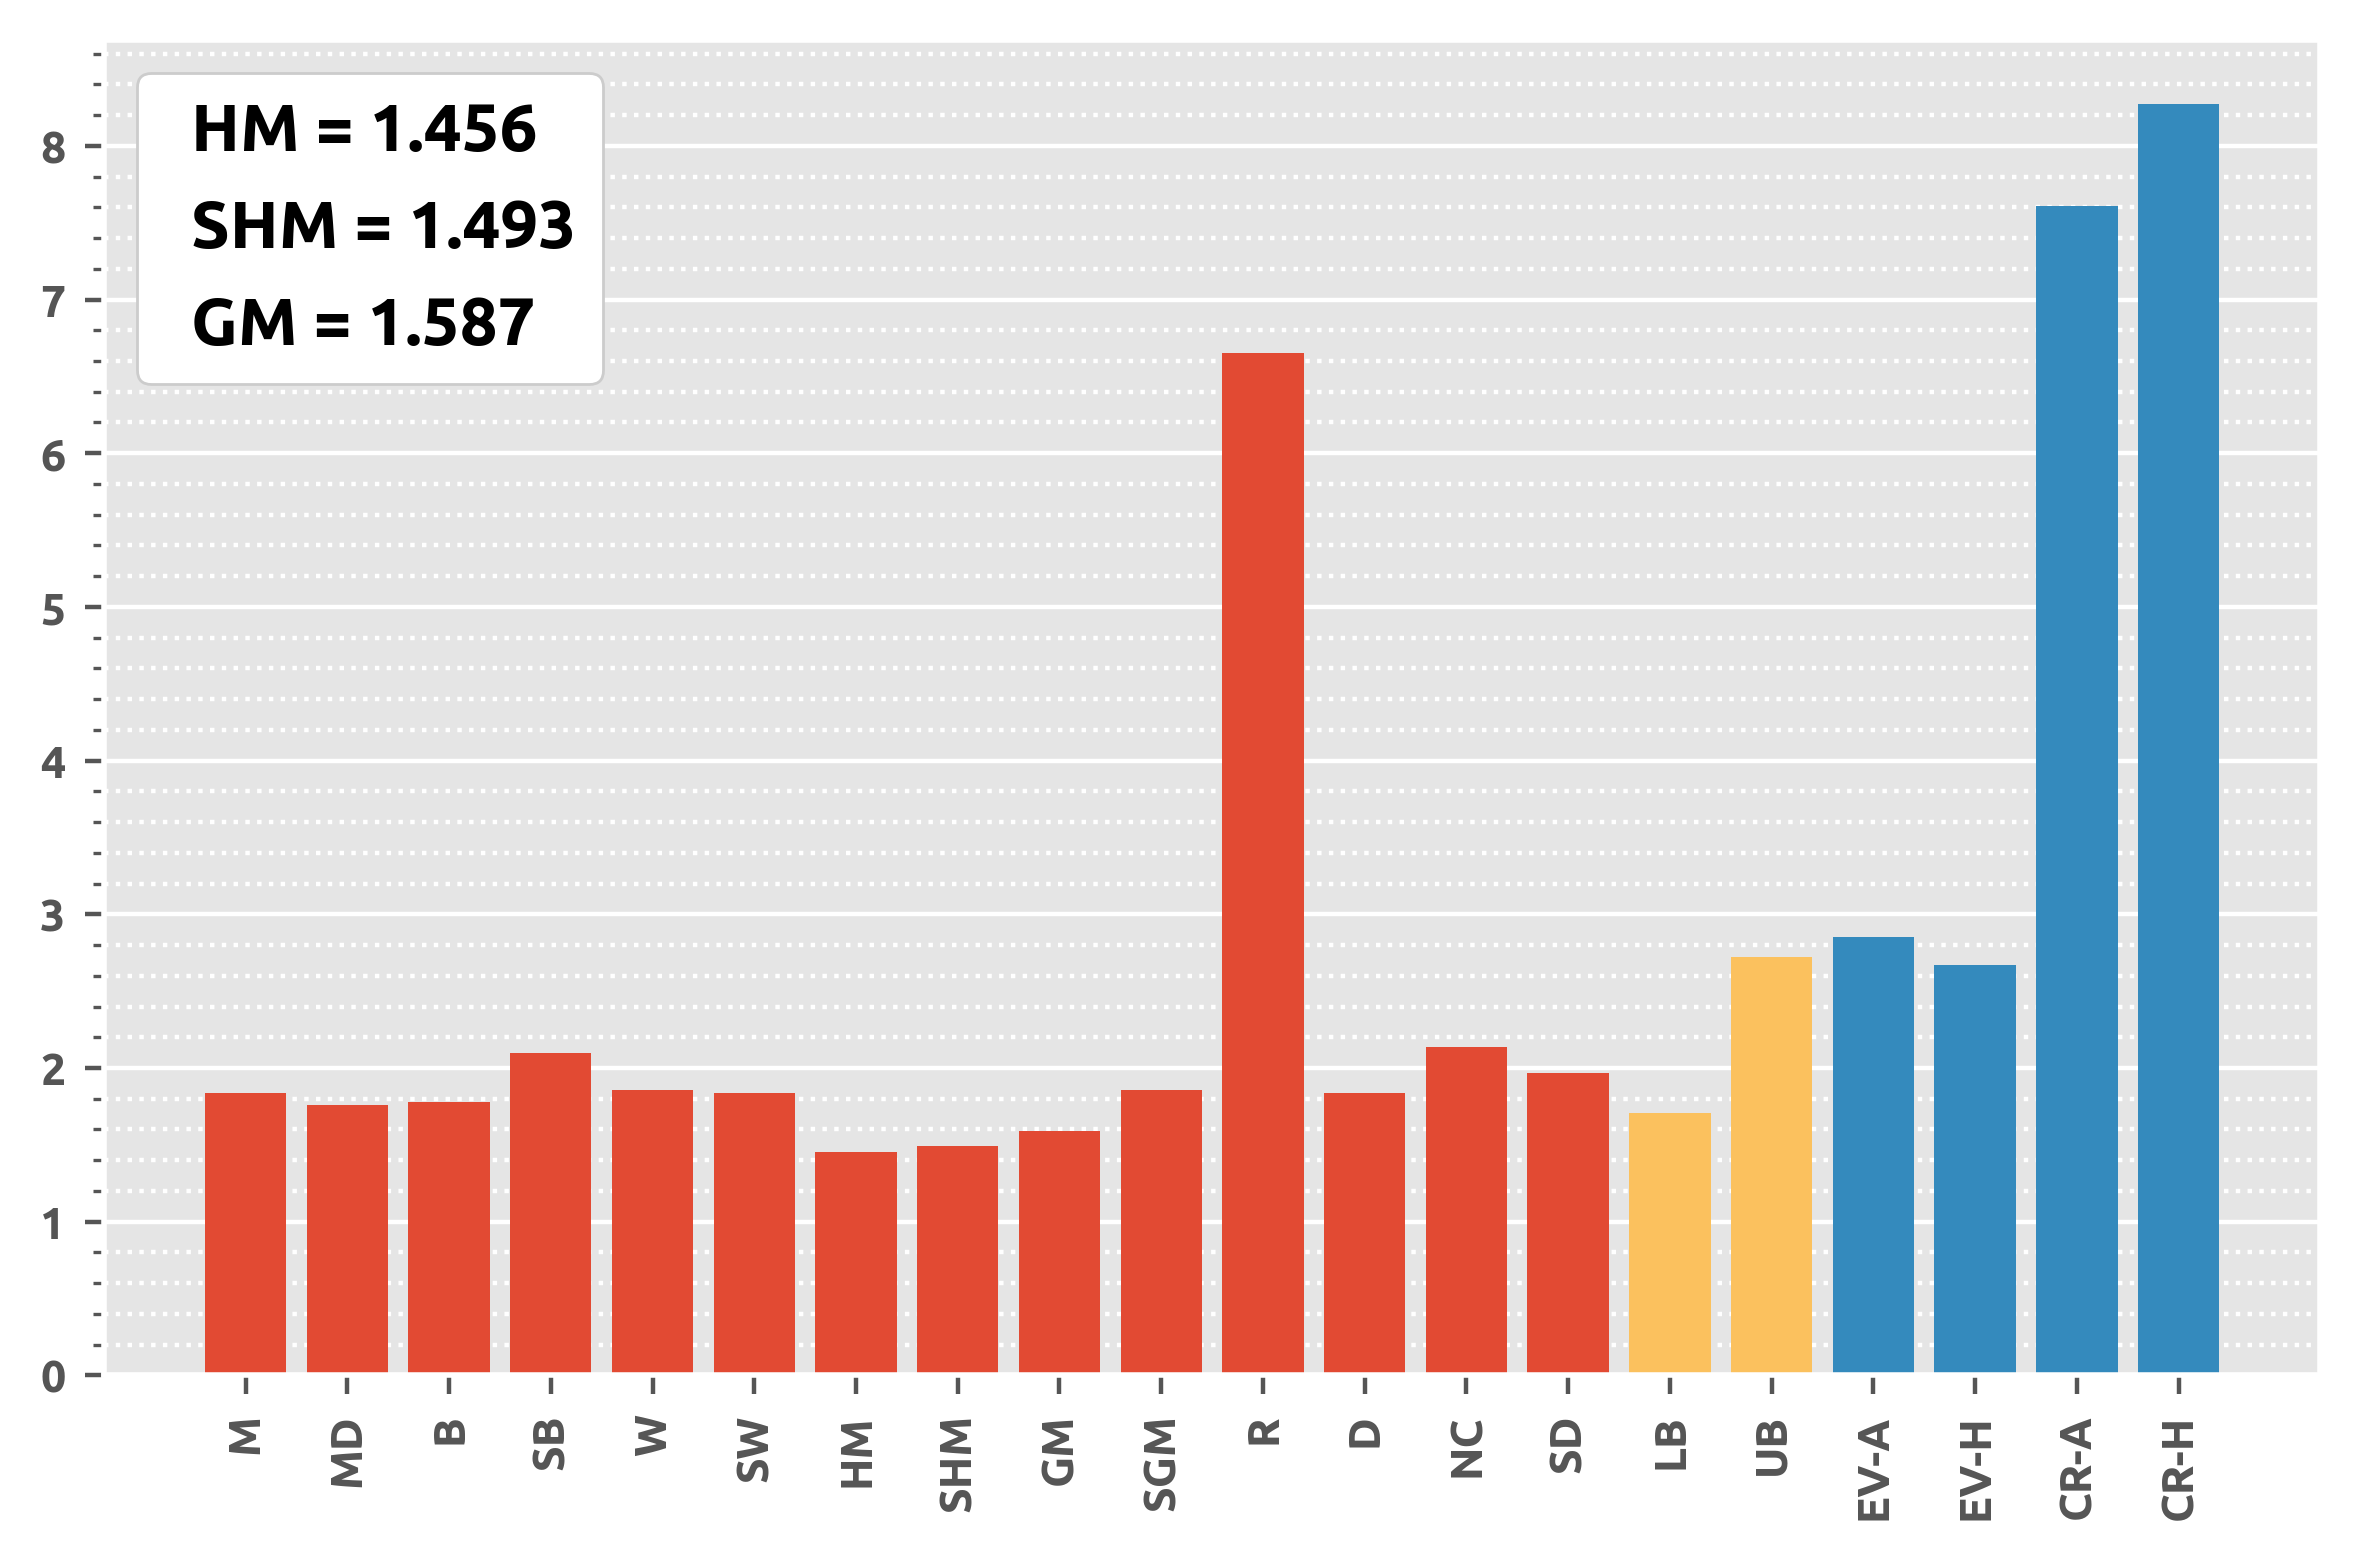 HM = 1.456
SHM = 1.493
GM = 1.587
8
7
6
5
4
3
2
1
0
M
MD
B
SB
W
SW
HM
SHM
GM
SGM
R
D
NC
SD
LB
UB
EV-A
EV-H
CR-A
CR-H